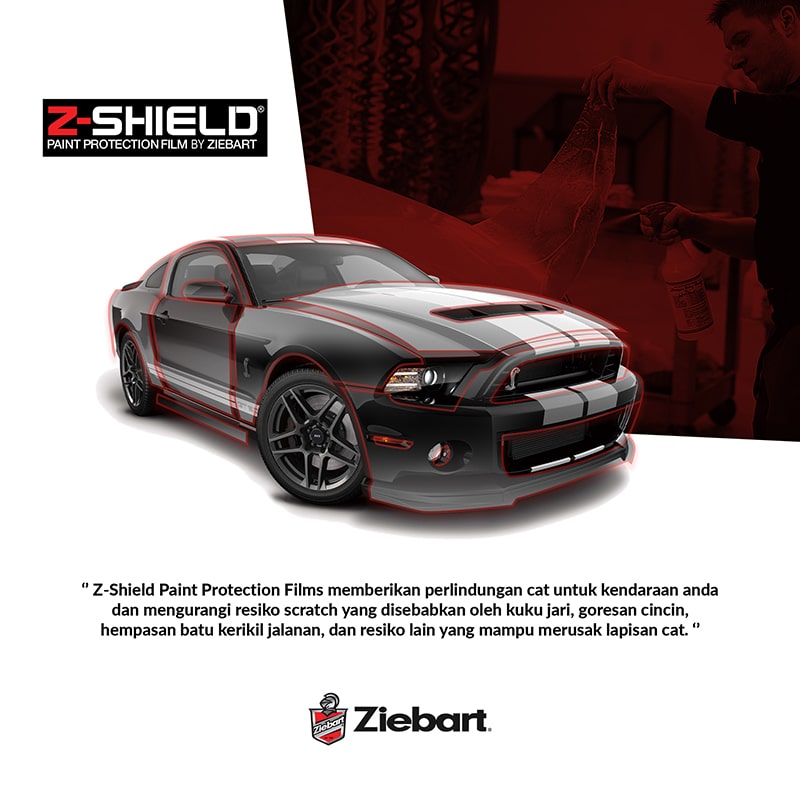 Z-SHIELD®
PAINT PROTECTION FILM BY ZIEBART
“ Z-Shield Paint Protection Films memberikan perlindungan cat untuk kendaraan anda
dan mengurangi resiko scratch yang disebabkan oleh kuku jari, goresan cincin,
hempasan batu kerikil jalanan, dan resiko lain yang mampu merusak lapisan cat. “
Ziebart
Ziebart®